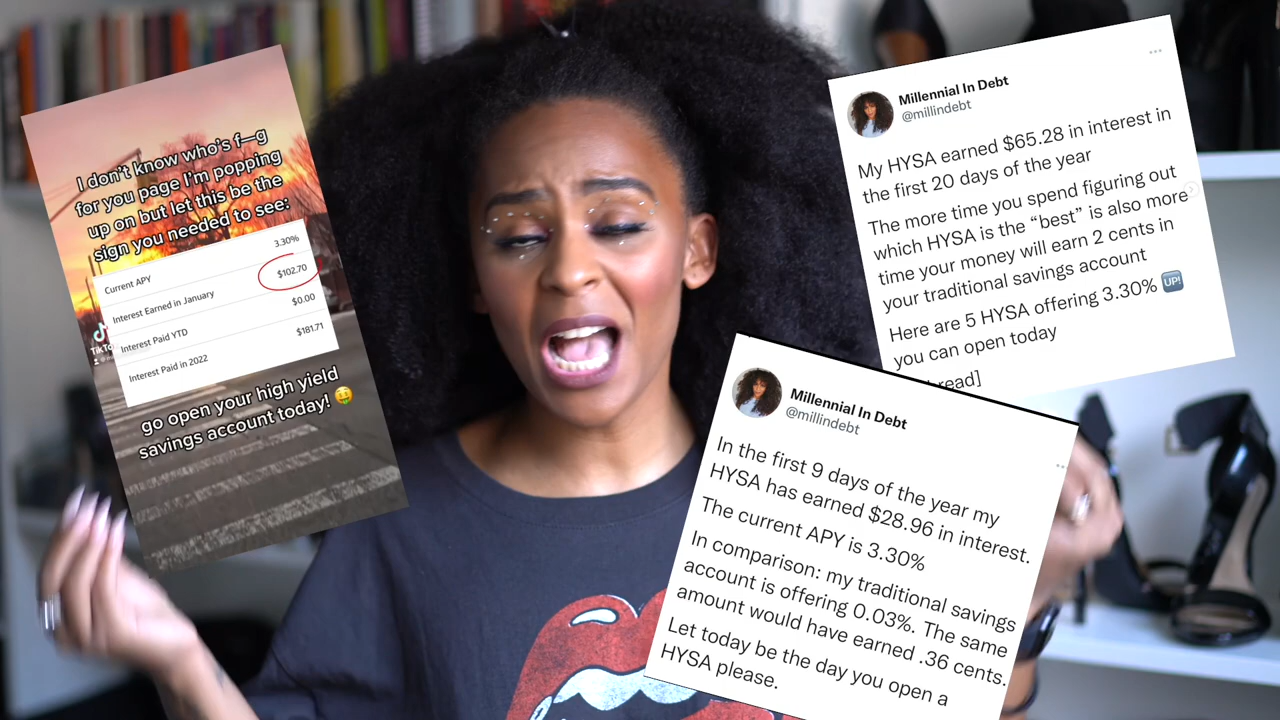 I don't know who's f—g
for you page I'm popping
up on but let this be the
sign you needed to see:
Current APY 3.30%
Interest Earned in January $102.70
Interest Paid YTD $0.00
Interest Paid in 2022 $181.71
go open your high yield
savings account today! 🤑
Millennial In Debt
@millindebt
My HYSA earned $65.28 in interest in
the first 20 days of the year
The more time you spend figuring out
which HYSA is the “best” is also more
time your money will earn 2 cents in
your traditional savings account
Here are 5 HYSA offering 3.30% 🆙
you can open today
read]
Millennial In Debt
@millindebt
In the first 9 days of the year my
HYSA has earned $28.96 in interest.
The current APY is 3.30%
In comparison: my traditional savings
account is offering 0.03%. The same
amount would have earned .36 cents.
Let today be the day you open a
HYSA please.